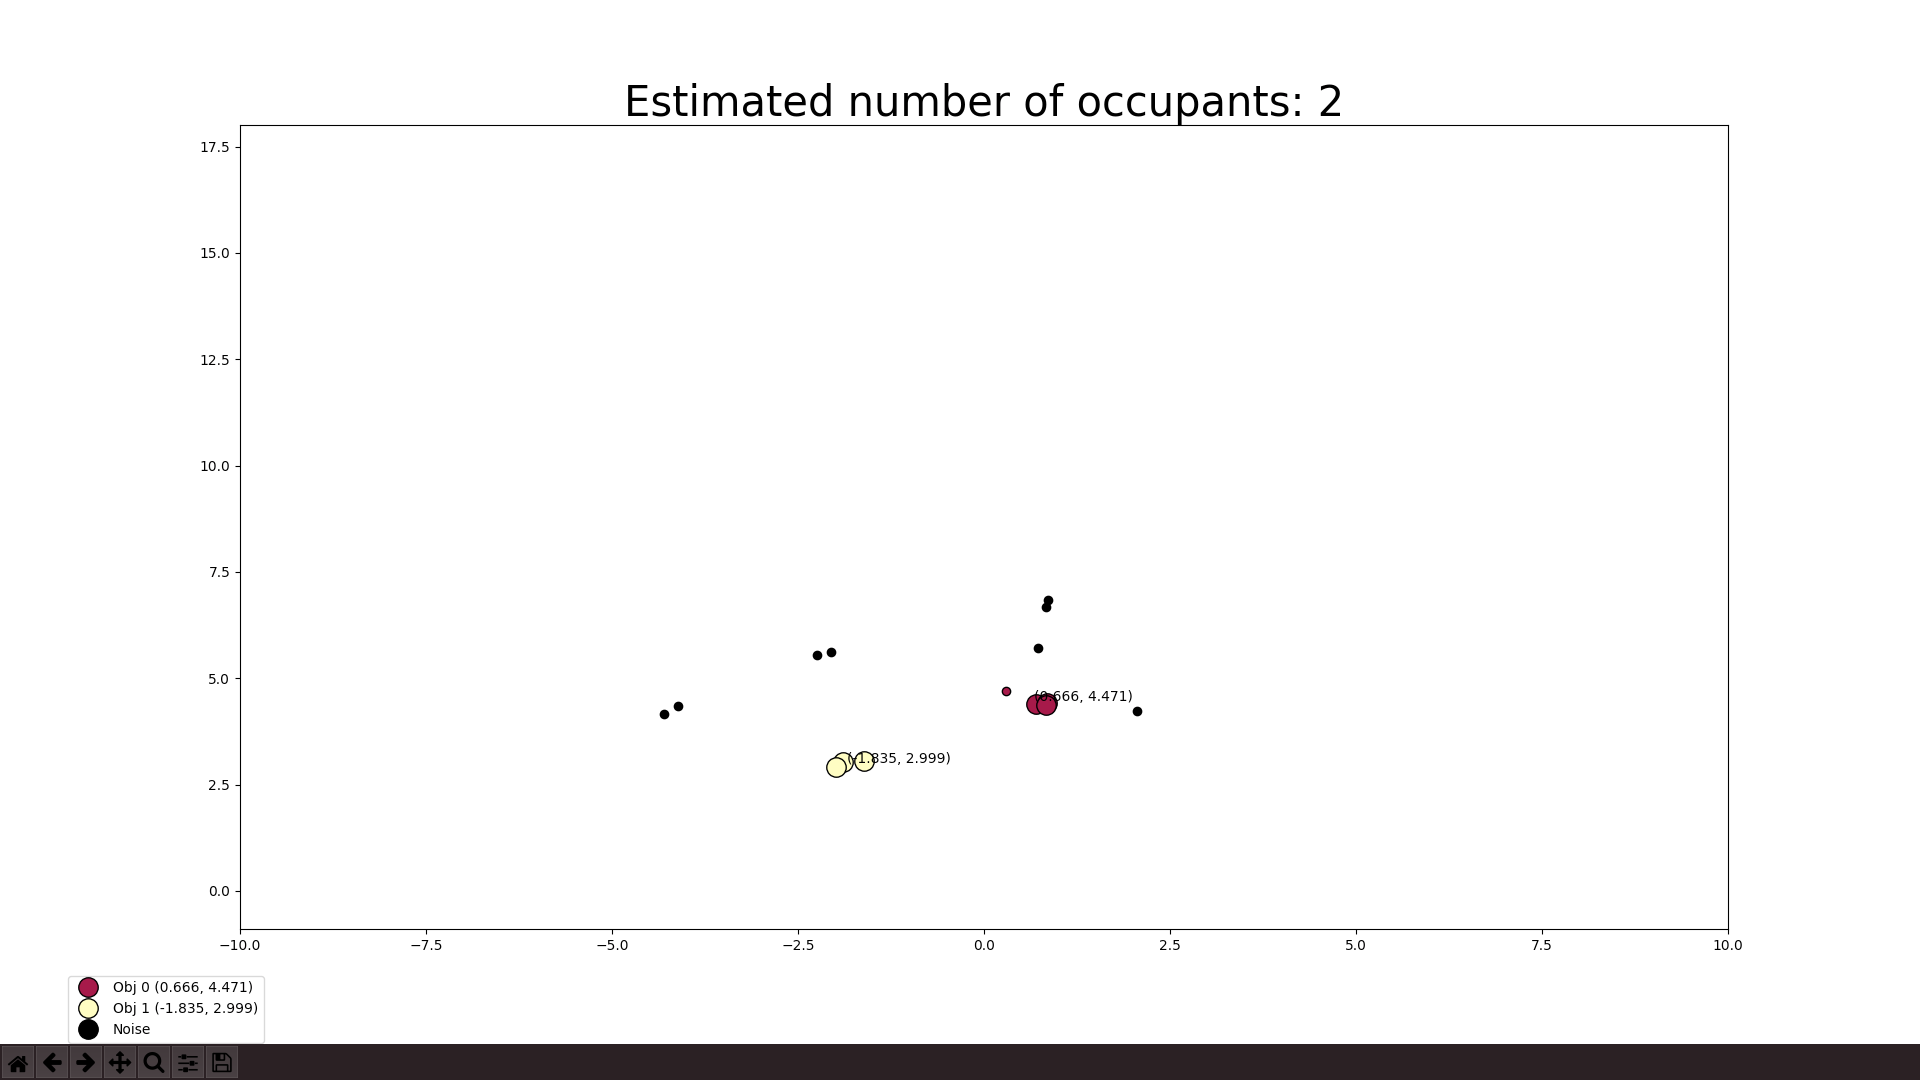 Estimated number of occupants: 2
17.5
15.0
12.5
10.0
7.5
5.0
2.5
0.0
(0.666, 4.471)
(-1.835, 2.999)
−10.0 −7.5 −5.0 −2.5 0.0 2.5 5.0 7.5 10.0
Obj 0 (0.666, 4.471)
Obj 1 (-1.835, 2.999)
Noise